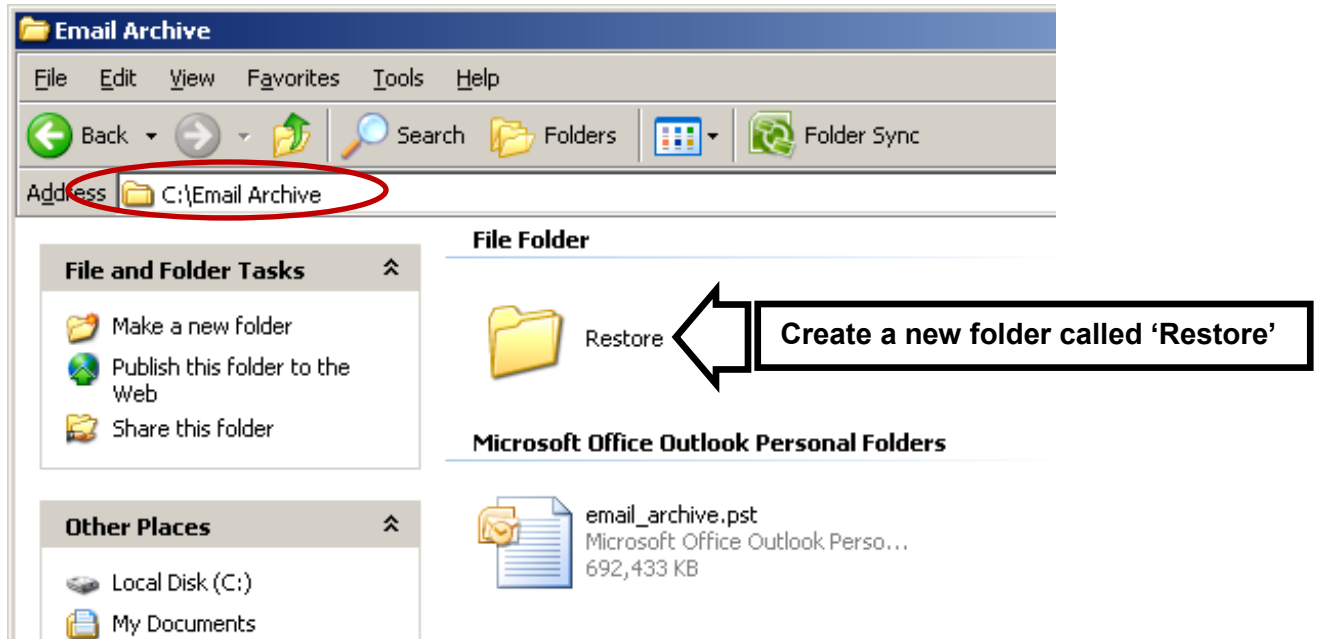 Email Archive
File Edit View Favorites Tools Help
Back Search Folders Folder Sync
Address C:\Email Archive
File and Folder Tasks
Make a new folder
Publish this folder to the
Web
Share this folder
Other Places
Local Disk (C:)
My Documents
File Folder
Restore
Create a new folder called ‘Restore’
Microsoft Office Outlook Personal Folders
email_archive.pst
Microsoft Office Outlook Perso...
692,433 KB